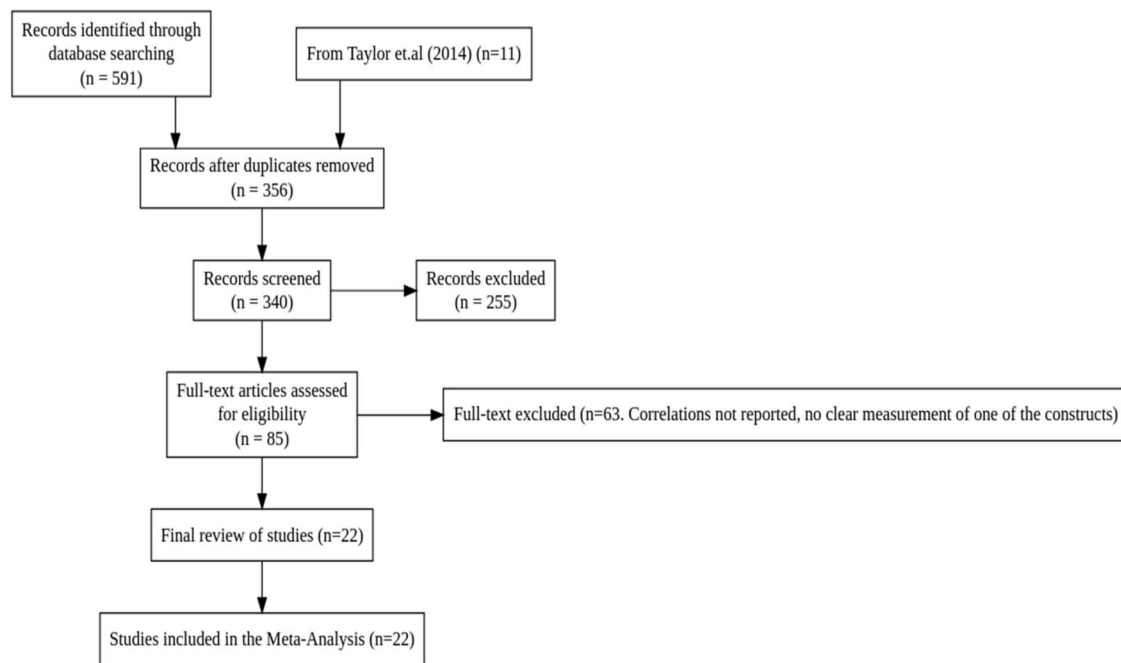 Records identified through
database searching
(n = 591)
From Taylor et.al (2014) (n=11)
Records after duplicates removed
(n = 356)
Records screened
(n = 340)
Records excluded
(n = 255)
Full-text articles assessed
for eligibility
(n = 85)
Full-text excluded (n=63. Correlations not reported, no clear measurement of one of the constructs)
Final review of studies (n=22)
Studies included in the Meta-Analysis (n=22)